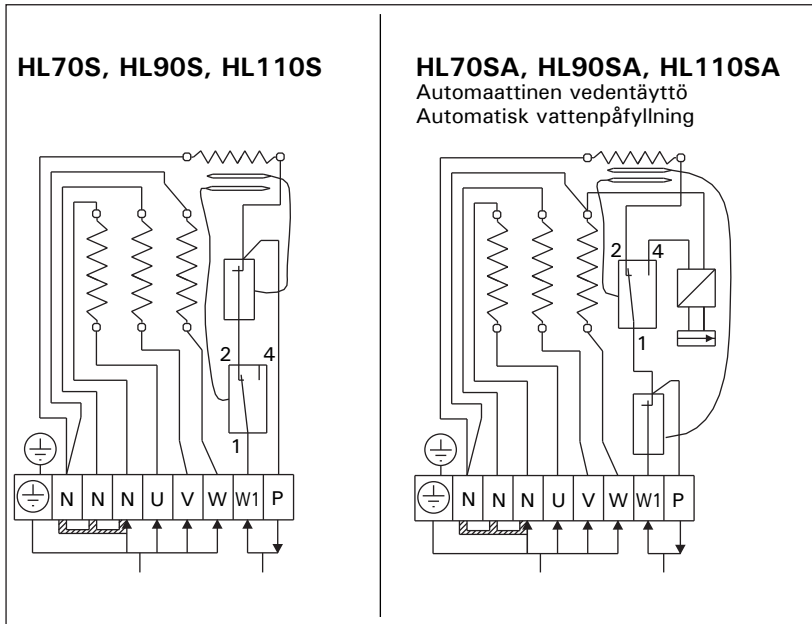 HL70S, HL90S, HL110S
2 4
1
N N N U V W W1 P
HL70SA, HL90SA, HL110SA
Automaattinen vedentäyttö
Automatisk vattenpåfyllning
2 4
1
N N N U V W W1 P